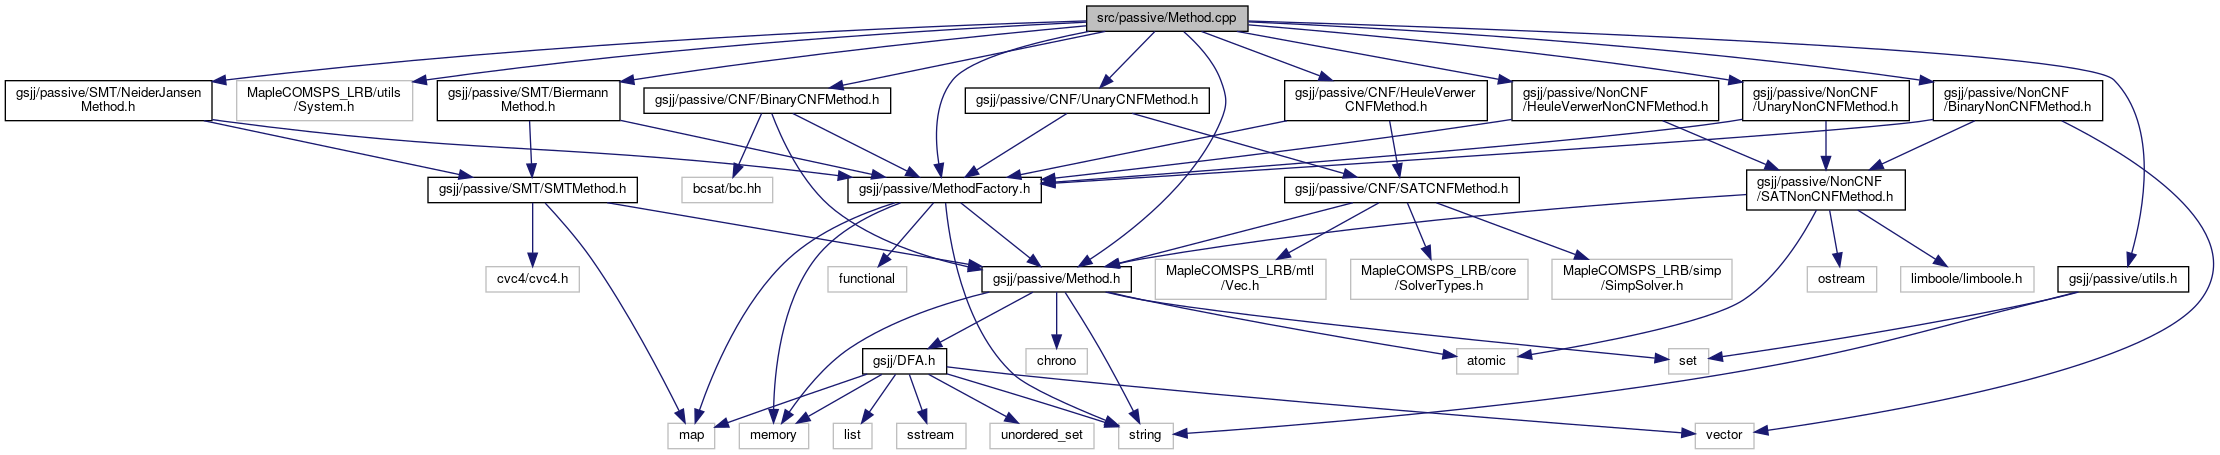 src/passive/Method.cpp
gsjj/passive/SMT/NeiderJansen
Method.h
MapleCOMSPS_LRB/utils
/System.h
gsjj/passive/SMT/Biermann
Method.h
gsjj/passive/CNF/BinaryCNFMethod.h
gsjj/passive/CNF/UnaryCNFMethod.h
gsjj/passive/CNF/HeuleVerwer
CNFMethod.h
gsjj/passive/NonCNF
/HeuleVerwerNonCNFMethod.h
gsjj/passive/NonCNF
/UnaryNonCNFMethod.h
gsjj/passive/NonCNF
/BinaryNonCNFMethod.h
gsjj/passive/SMT/SMTMethod.h
bcsat/bc.hh
gsjj/passive/MethodFactory.h
gsjj/passive/CNF/SATCNFMethod.h
gsjj/passive/NonCNF
/SATNonCNFMethod.h
cvc4/cvc4.h
functional
gsjj/passive/Method.h
MapleCOMSPS_LRB/mtl
/Vec.h
MapleCOMSPS_LRB/core
/SolverTypes.h
MapleCOMSPS_LRB/simp
/SimpSolver.h
ostream
limboole/limboole.h
gsjj/passive/utils.h
gsjj/DFA.h
chrono
atomic
set
map
memory
list
sstream
unordered_set
string
vector